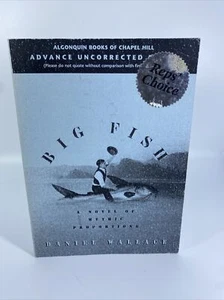 ALGONQUIN BOOKS OF CHAPEL HILL
ADVANCE UNCORRECTED
(Please do not quote without comparison with
Reps'
Choice
BIG FISH
A NOVEL OF
MYTHIC
PROPORTIONS
DANIEL WALLACE